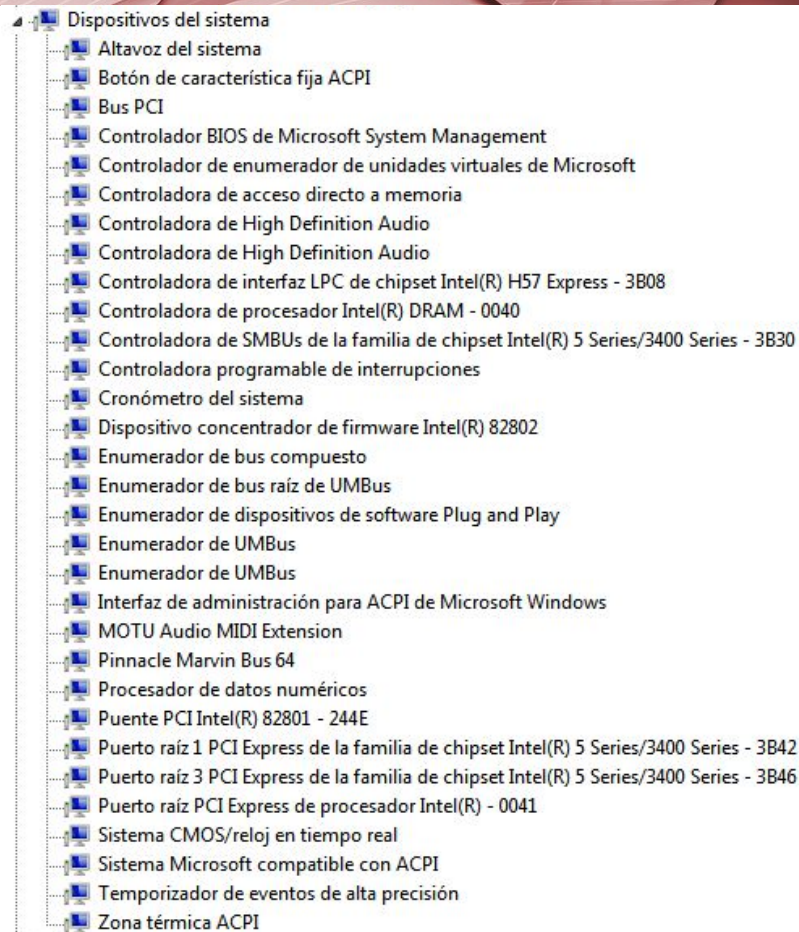 Dispositivos del sistema
Altavoz del sistema
Botón de característica fija ACPI
Bus PCI
Controlador BIOS de Microsoft System Management
Controlador de enumerador de unidades virtuales de Microsoft
Controladora de acceso directo a memoria
Controladora de High Definition Audio
Controladora de High Definition Audio
Controladora de interfaz LPC de chipset Intel(R) H57 Express - 3B08
Controladora de procesador Intel(R) DRAM - 0040
Controladora de SMBUs de la familia de chipset Intel(R) 5 Series/3400 Series - 3B30
Controladora programable de interrupciones
Cronómetro del sistema
Dispositivo concentrador de firmware Intel(R) 82802
Enumerador de bus compuesto
Enumerador de bus raíz de UMBus
Enumerador de dispositivos de software Plug and Play
Enumerador de UMBus
Enumerador de UMBus
Interfaz de administración para ACPI de Microsoft Windows
MOTU Audio MIDI Extension
Pinnacle Marvin Bus 64
Procesador de datos numéricos
Puente PCI Intel(R) 82801 - 244E
Puerto raíz 1 PCI Express de la familia de chipset Intel(R) 5 Series/3400 Series - 3B42
Puerto raíz 3 PCI Express de la familia de chipset Intel(R) 5 Series/3400 Series - 3B46
Puerto raíz PCI Express de procesador Intel(R) - 0041
Sistema CMOS/reloj en tiempo real
Sistema Microsoft compatible con ACPI
Temporizador de eventos de alta precisión
Zona térmica ACPI